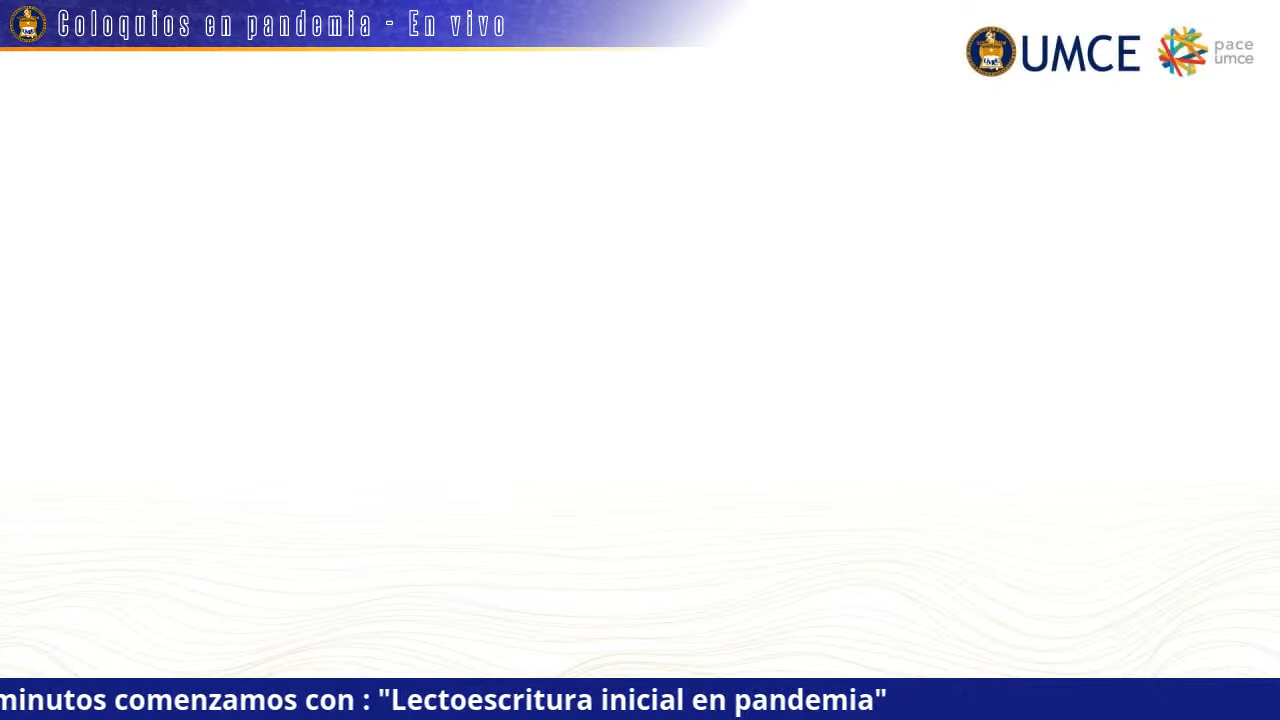 Coloquios en pandemia - En vivo
UMCE
pace
umce
minutos comenzamos con : "Lectoescritura inicial en pandemia"